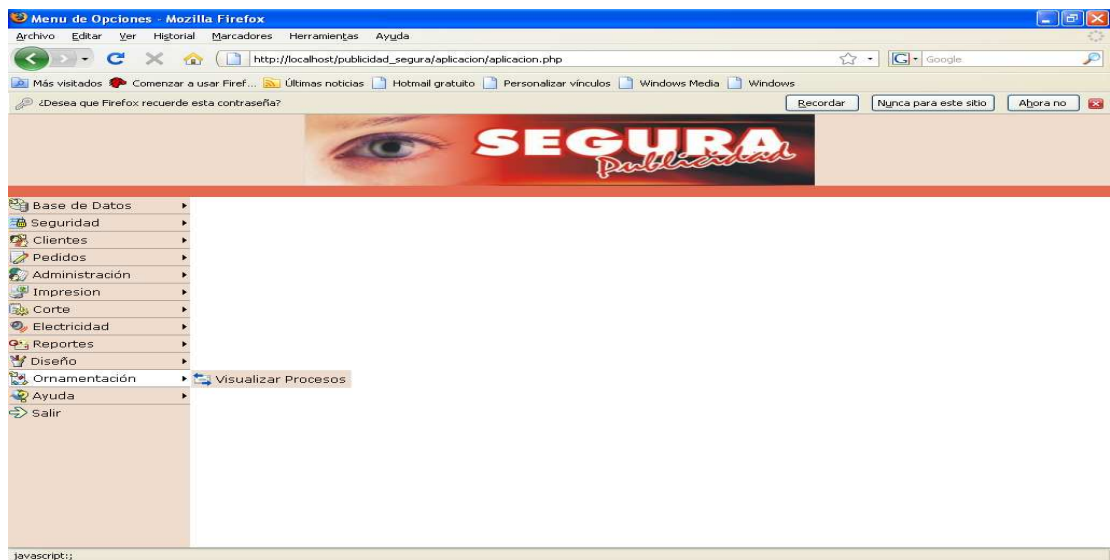 Menu de Opciones - Mozilla Firefox
Archivo Editar Ver Historial Marcadores Herramientas Ayuda
http://localhost/publicidad_segura/aplicacion/aplicacion.php
G Google
Más visitados Comenzar a usar Firef... Últimas noticias Hotmail gratuito Personalizar vínculos Windows Media Windows
¿Desea que Firefox recuerde esta contraseña? Recordar Nunca para este sitio Ahora no
SEGURA
Publicidad
Base de Datos
Seguridad
Clientes
Pedidos
Administración
Impresion
Corte
Electricidad
Reportes
Diseño
Ornamentación Visualizar Procesos
Ayuda
Salir
javascript:;